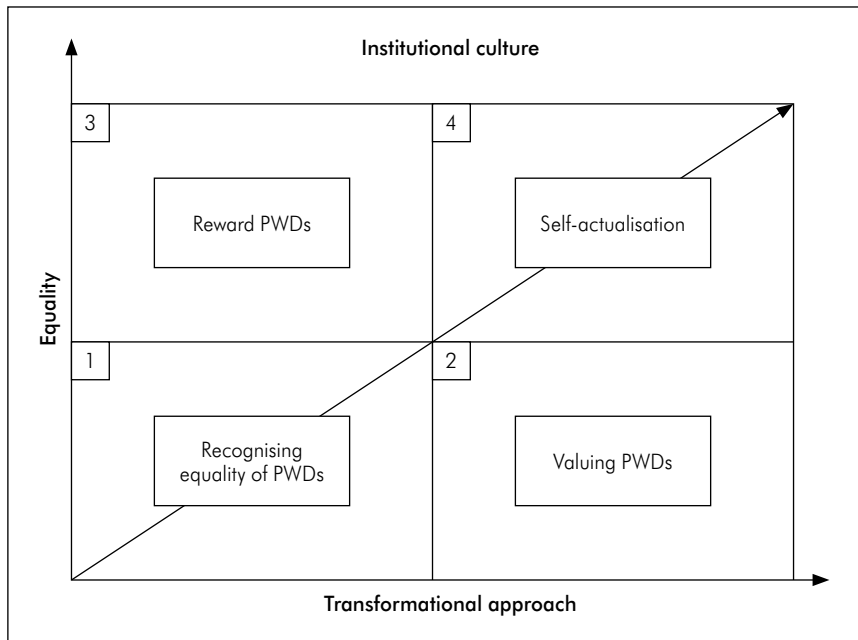 Institutional culture
3
4
Reward PWDs
Self-actualisation
Equality
1
2
Recognising
equality of PWDs
Valuing PWDs
Transformational approach